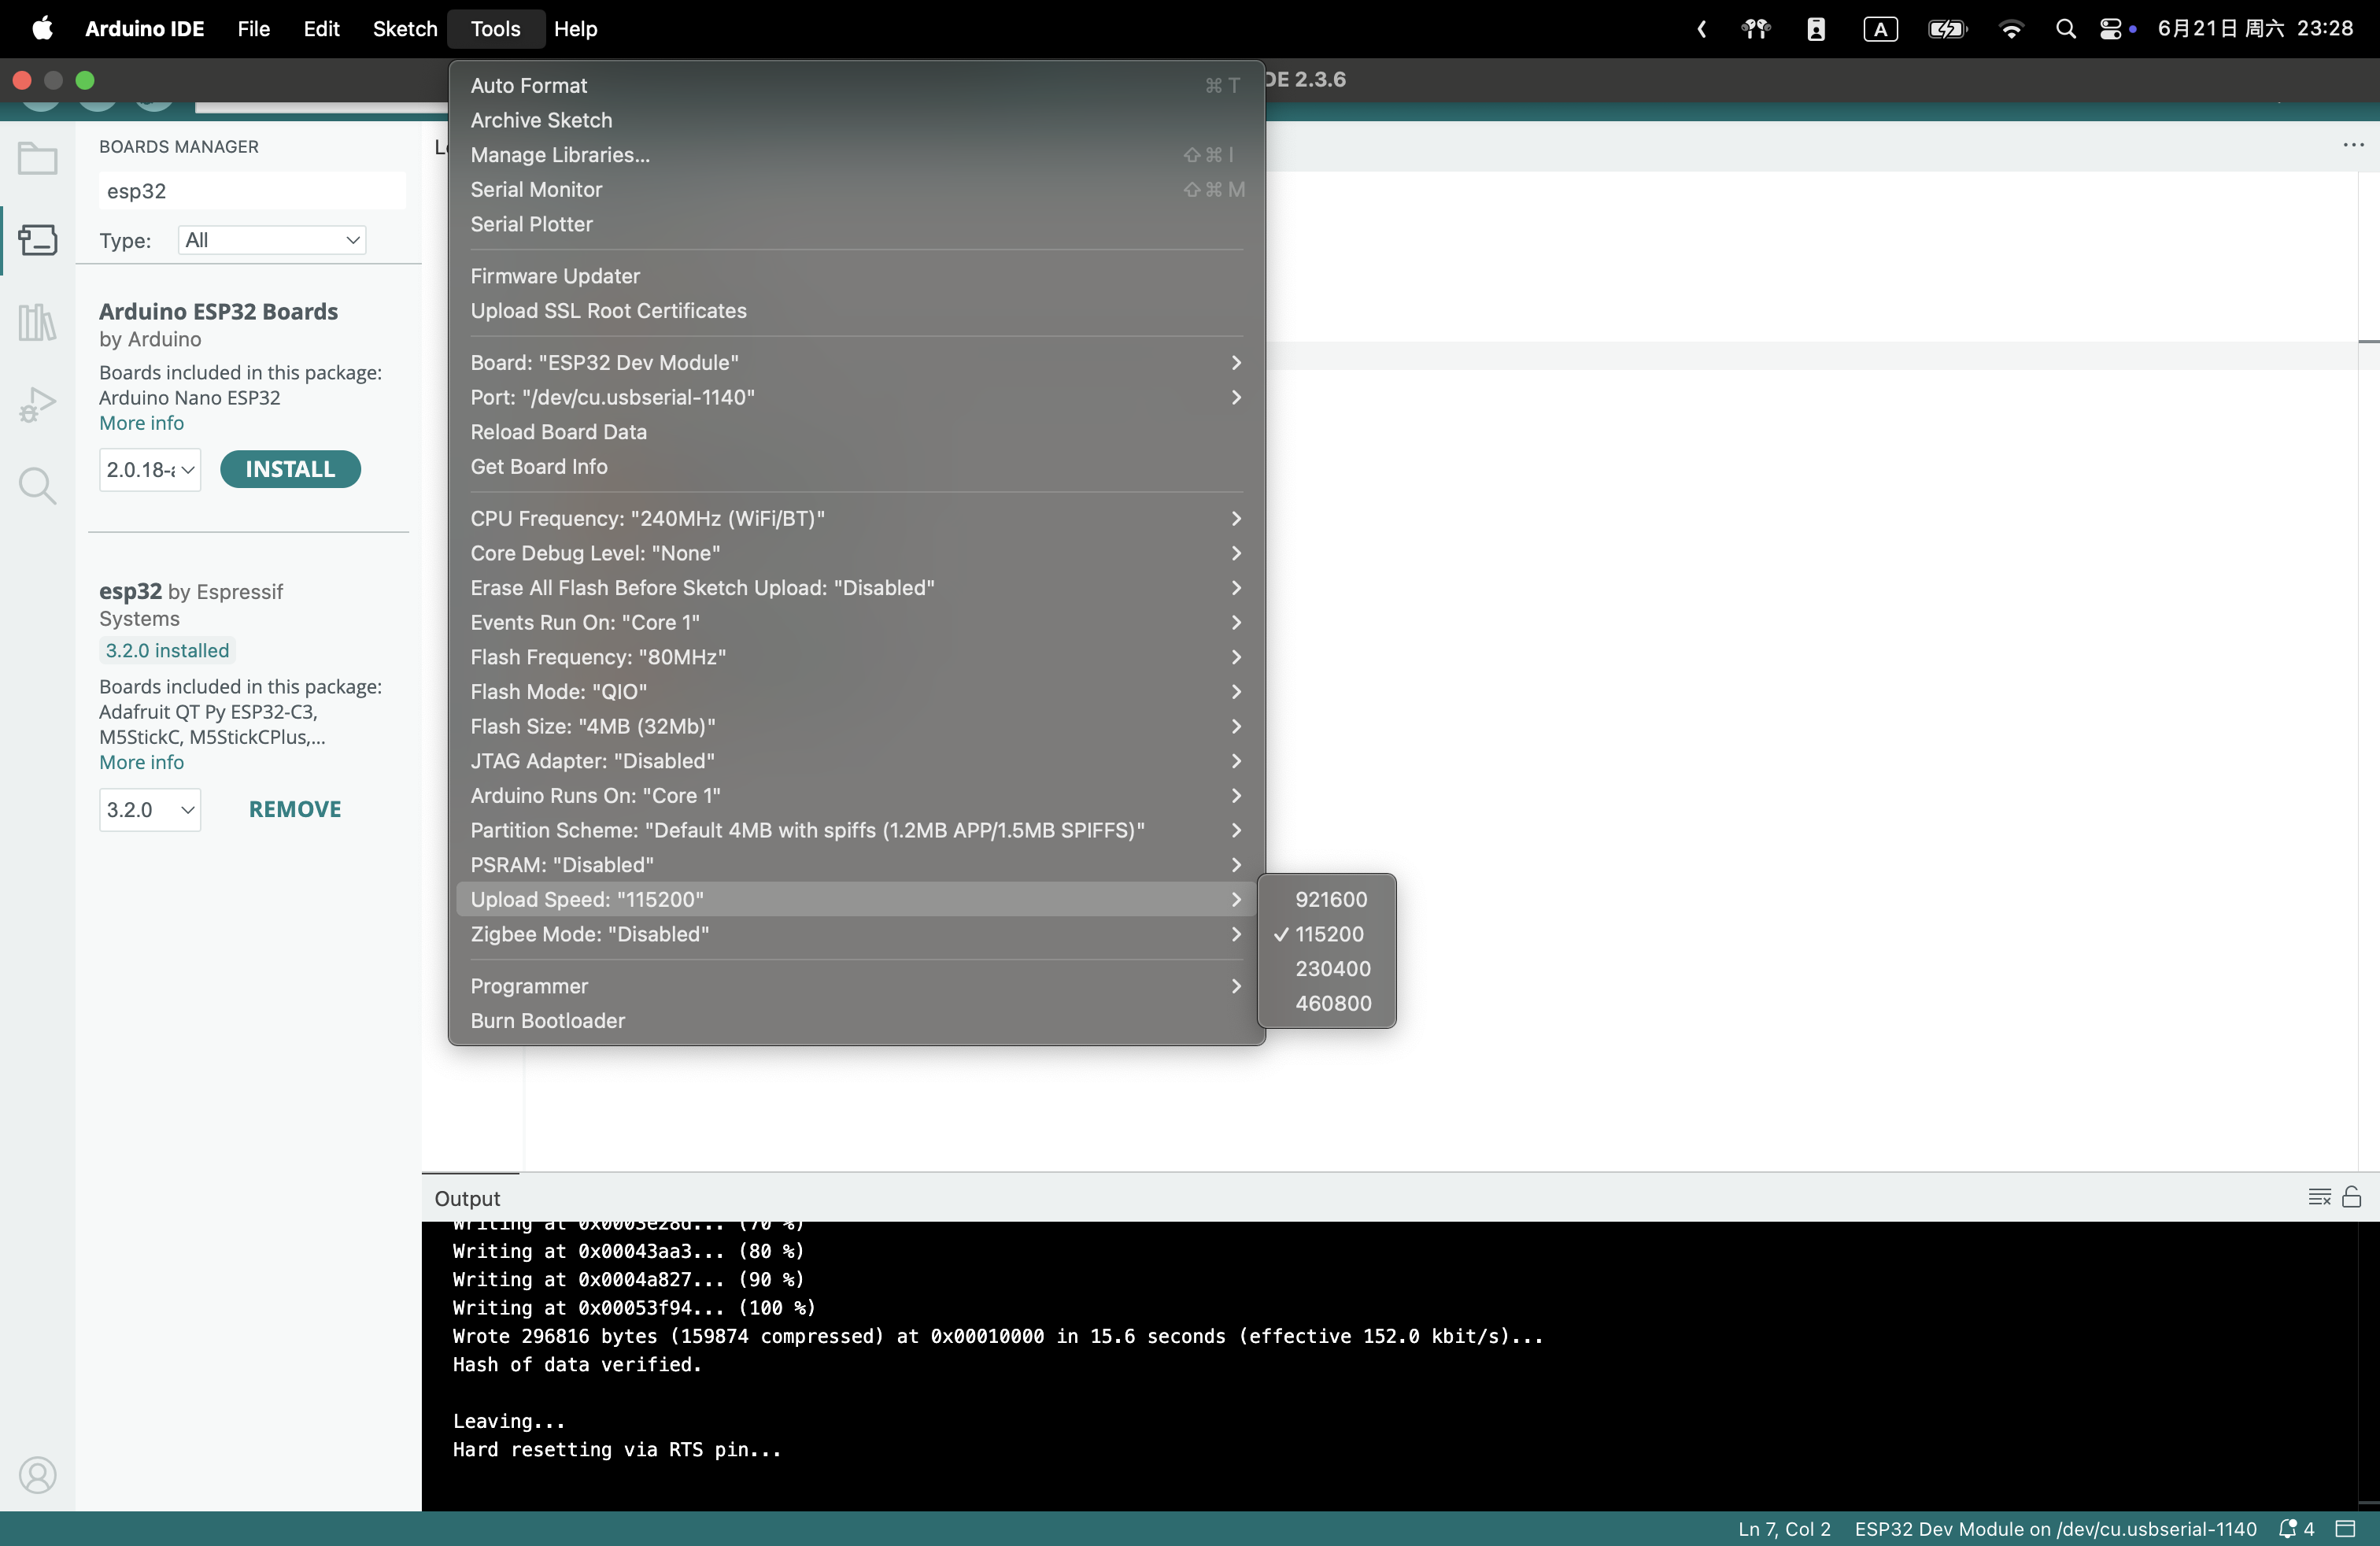 Arduino IDE File Edit Sketch Tools Help
A 6月21日 周六 23:28
DE 2.3.6
BOARDS MANAGER
esp32
Type: All
Arduino ESP32 Boards
by Arduino
Boards included in this package:
Arduino Nano ESP32
More info
2.0.18- INSTALL
esp32 by Espressif
Systems
3.2.0 installed
Boards included in this package:
Adafruit QT Py ESP32-C3,
M5StickC, M5StickCPlus,...
More info
3.2.0 REMOVE
Auto Format ⌘ T
Archive Sketch
Manage Libraries... ⇧ ⌘ I
Serial Monitor ⇧ ⌘ M
Serial Plotter
Firmware Updater
Upload SSL Root Certificates
Board: "ESP32 Dev Module"
Port: "/dev/cu.usbserial-1140"
Reload Board Data
Get Board Info
CPU Frequency: "240MHz (WiFi/BT)"
Core Debug Level: "None"
Erase All Flash Before Sketch Upload: "Disabled"
Events Run On: "Core 1"
Flash Frequency: "80MHz"
Flash Mode: "QIO"
Flash Size: "4MB (32Mb)"
JTAG Adapter: "Disabled"
Arduino Runs On: "Core 1"
Partition Scheme: "Default 4MB with spiffs (1.2MB APP/1.5MB SPIFFS)"
PSRAM: "Disabled"
Upload Speed: "115200"
Zigbee Mode: "Disabled"
Programmer
Burn Bootloader
921600
✓ 115200
230400
460800
Output
Writing at 0x0003e28d... (70 %)
Writing at 0x00043aa3... (80 %)
Writing at 0x0004a827... (90 %)
Writing at 0x00053f94... (100 %)
Wrote 296816 bytes (159874 compressed) at 0x00010000 in 15.6 seconds (effective 152.0 kbit/s)...
Hash of data verified.
Leaving...
Hard resetting via RTS pin...
Ln 7, Col 2 ESP32 Dev Module on /dev/cu.usbserial-1140 4